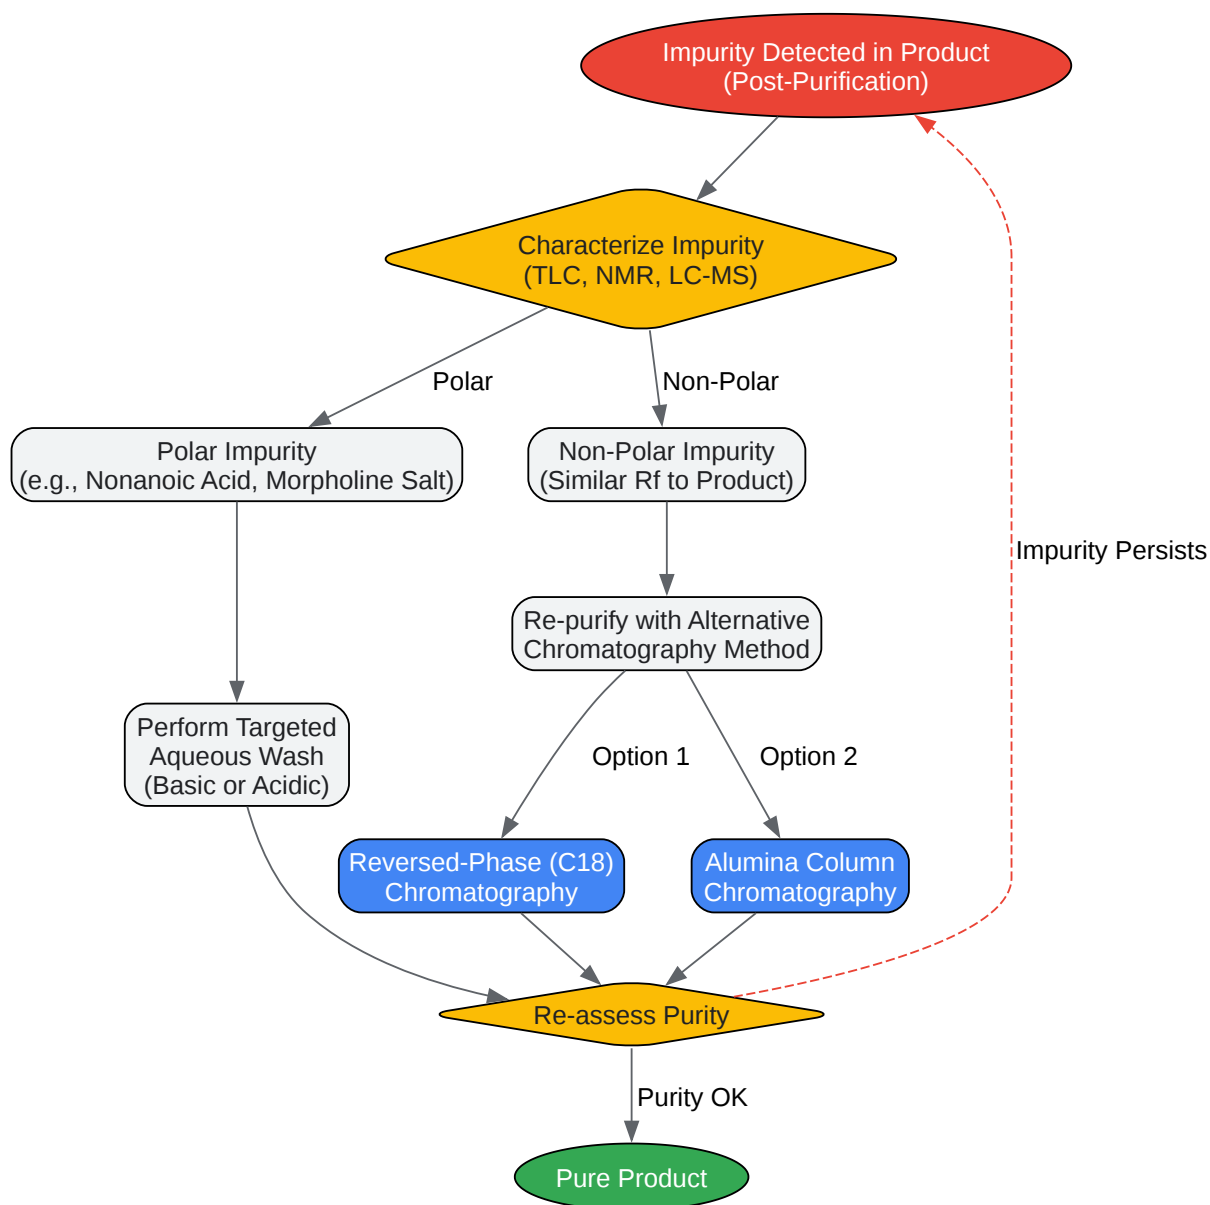 Impurity Detected in Product
(Post-Purification)
Characterize Impurity
(TLC, NMR, LC-MS)
Polar
Non-Polar
Polar Impurity
(e.g., Nonanoic Acid, Morpholine Salt)
Non-Polar Impurity
(Similar Rf to Product)
Impurity Persists
Re-purify with Alternative
Chromatography Method
Perform Targeted
Aqueous Wash
(Basic or Acidic)
Option 1
Option 2
Reversed-Phase (C18)
Chromatography
Alumina Column
Chromatography
Re-assess Purity
Purity OK
Pure Product